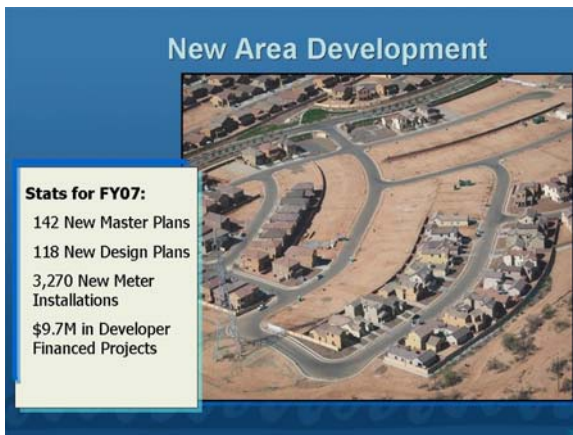 New Area Development
Stats for FY07:
142 New Master Plans
118 New Design Plans
3,270 New Meter
Installations
$9.7M in Developer
Financed Projects